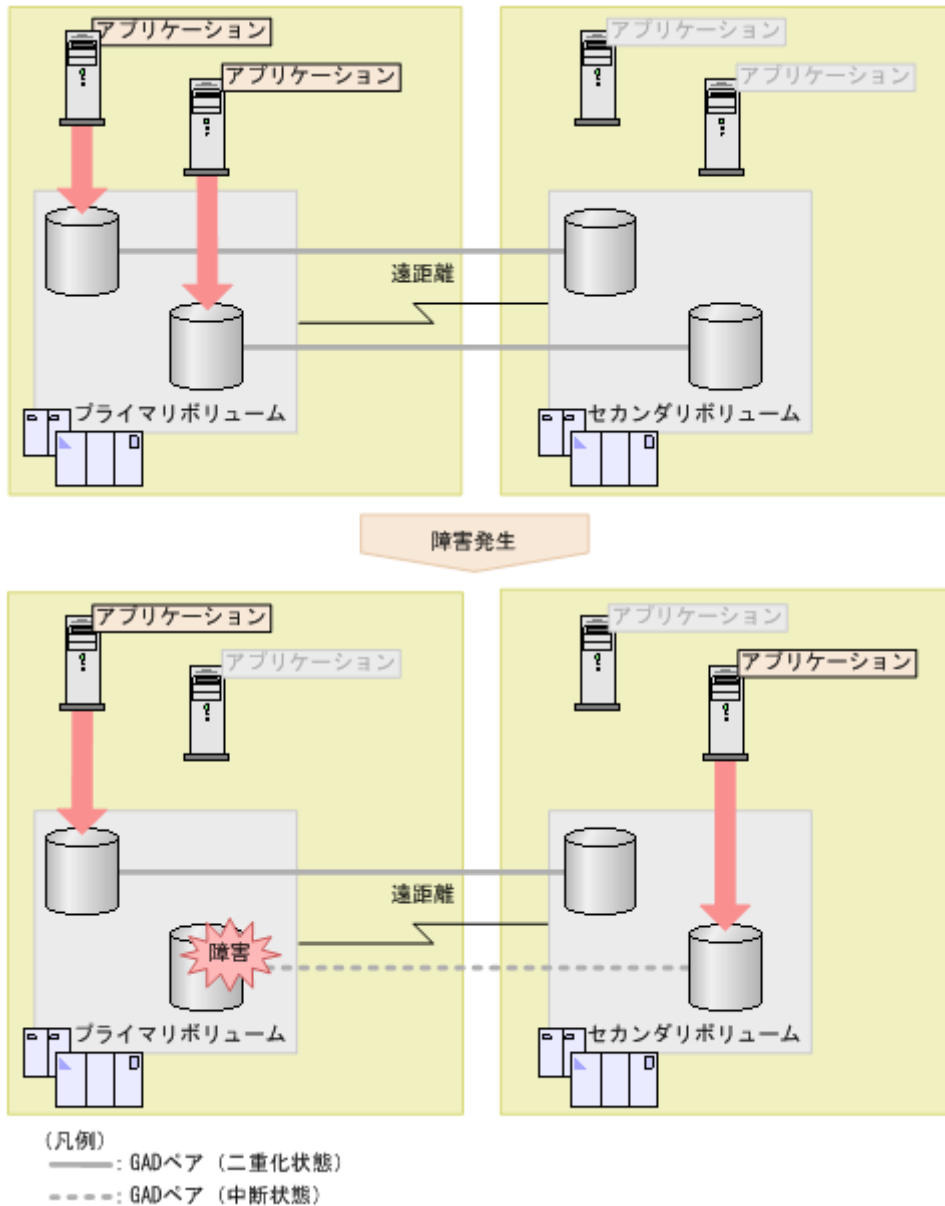 アプリケーション
アプリケーション
アプリケーション
アプリケーション
遠距離
プライマリボリューム
セカンダリボリューム
障害発生
アプリケーション
アプリケーション
アプリケーション
アプリケーション
遠距離
障害
プライマリボリューム
セカンダリボリューム
(凡例)
: GADペア (二重化状態)
: GADペア (中断状態)